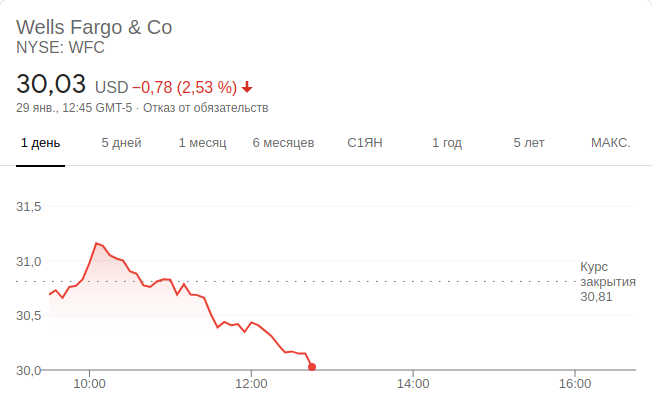 Wells Fargo & Co
NYSE: WFC
30,03 USD −0,78 (2,53 %)
29 янв., 12:45 GMT-5 · Отказ от обязательств
1 день 5 дней 1 месяц 6 месяцев С1ЯН 1 год 5 лет МАКС.
31,5
31,0
Курс
закрытия
30,81
30,5
30,0
10:00 12:00 14:00 16:00